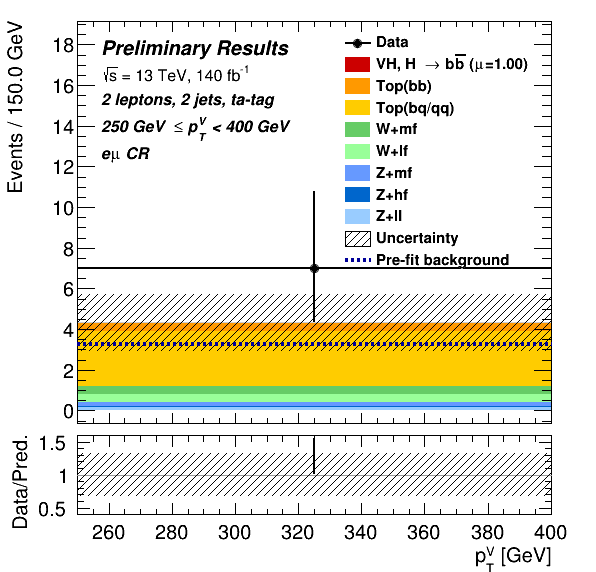 Events / 150.0 GeV
18
16
14
12
10
8
6
4
2
0
Preliminary Results
√s = 13 TeV, 140 fb⁻¹
2 leptons, 2 jets, ta-tag
250 GeV ≤ p_T^V < 400 GeV
eμ CR
Data
VH, H → bb̅ (μ=1.00)
Top(bb)
Top(bq/qq)
W+mf
W+lf
Z+mf
Z+hf
Z+ll
Uncertainty
Pre-fit background
Data/Pred.
1.5
1
0.5
260 280 300 320 340 360 380 400
p_T^V [GeV]